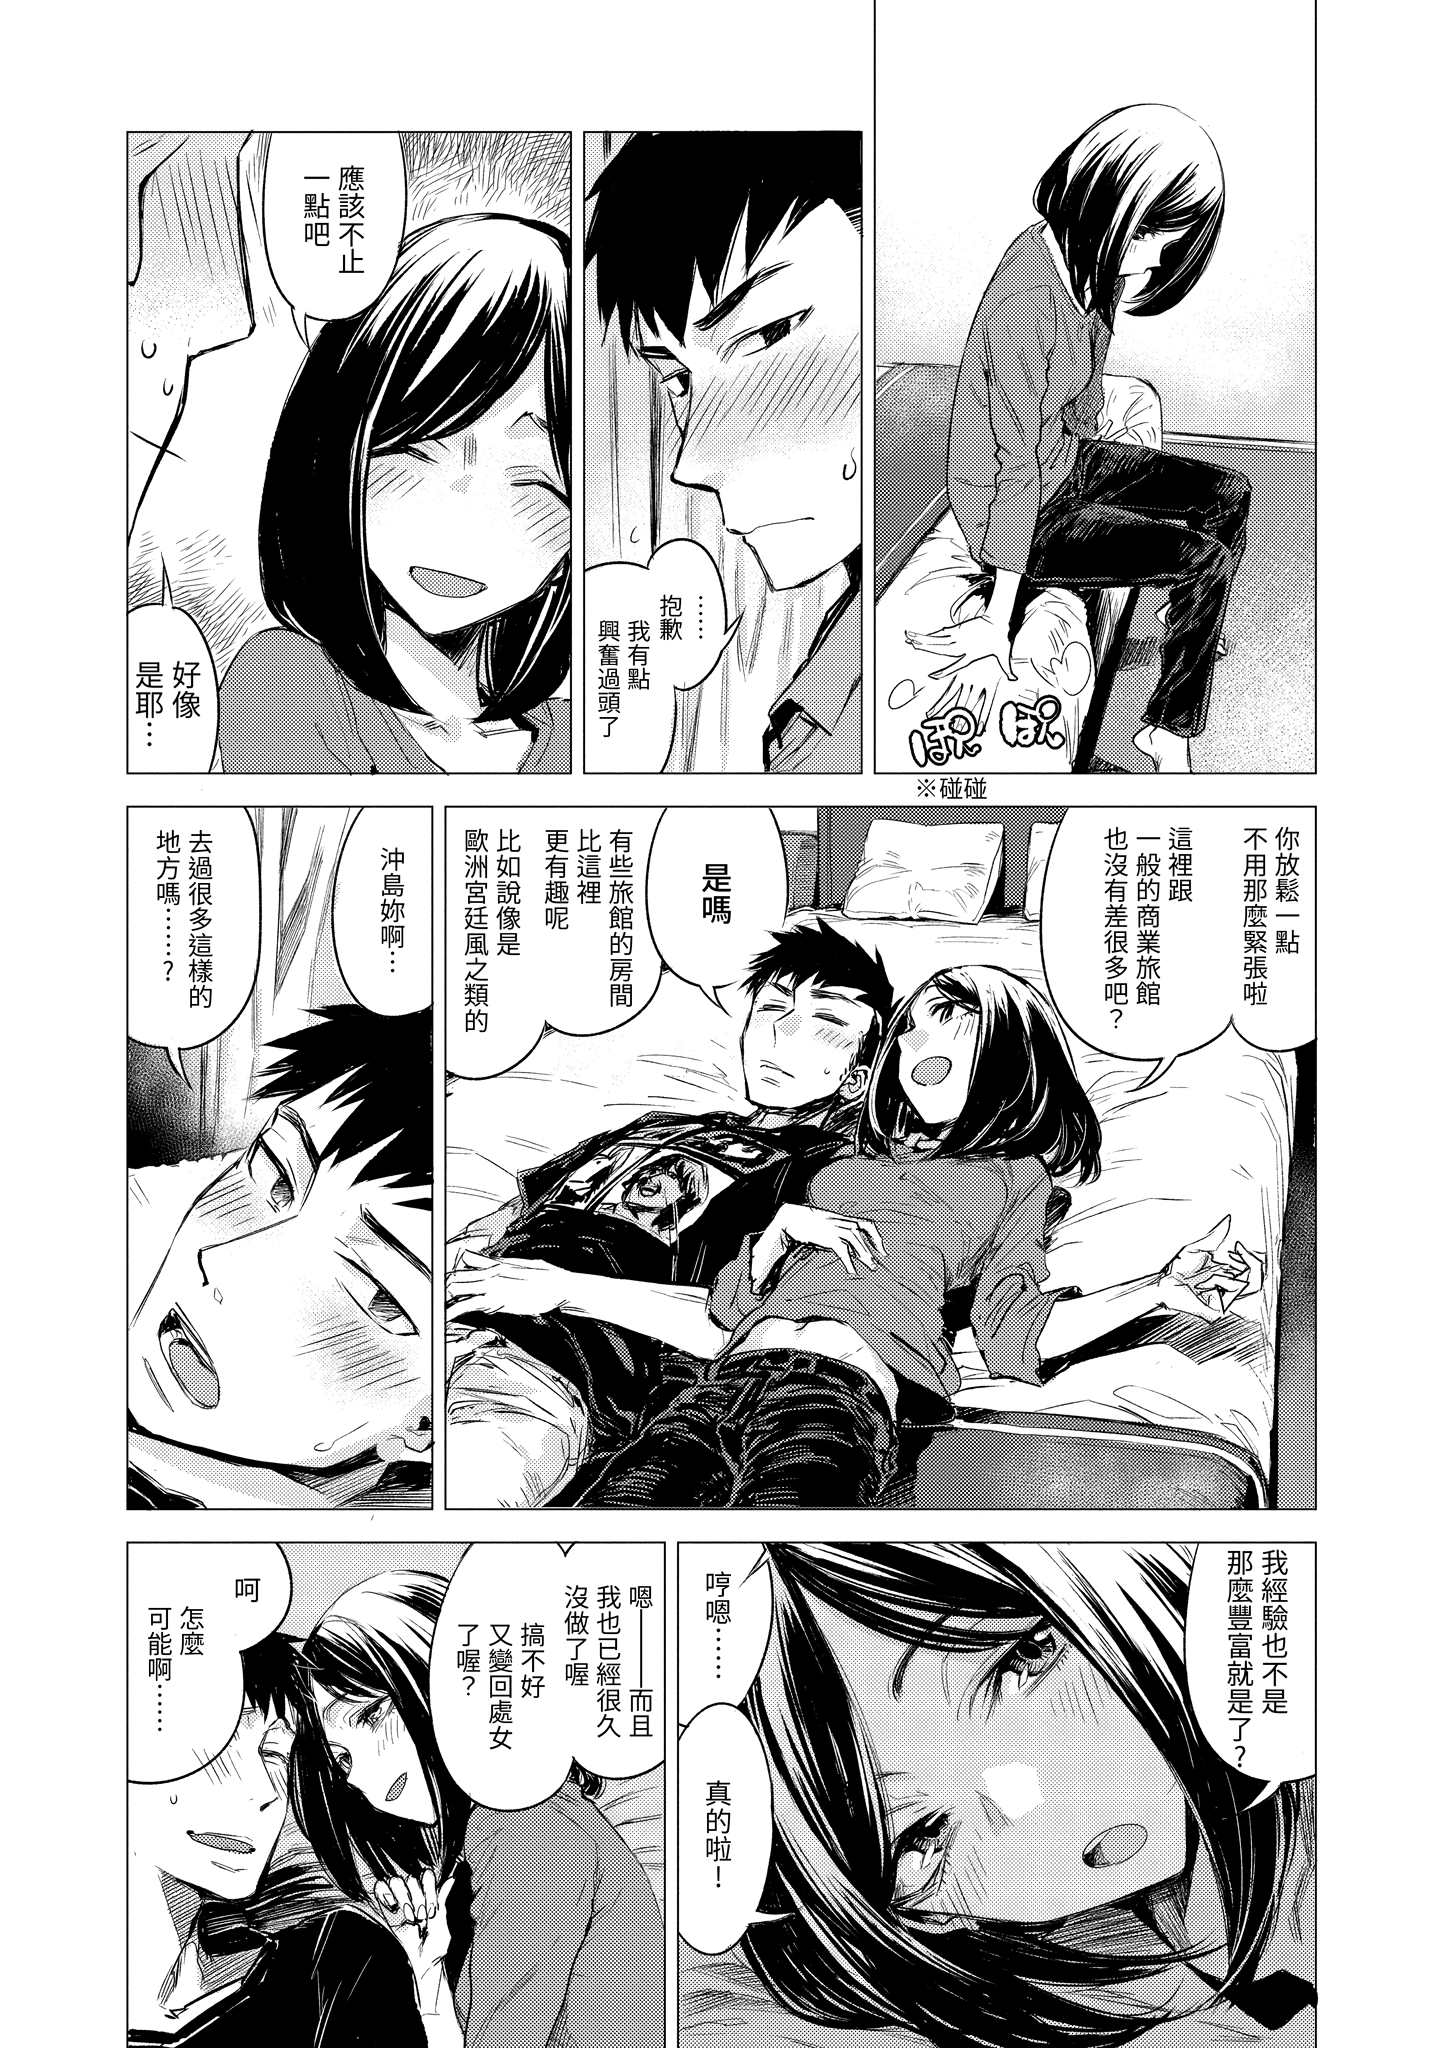 ぽん
ぽん
※碰碰
……
抱歉
我有點
興奮過頭了
應該不止
一點吧
好像
是耶…
你放鬆一點
不用那麼緊張啦
這裡跟
一般的商業旅館
也沒有差很多吧？
是嗎
有些旅館的房間
比這裡
更有趣呢
比如說像是
歐洲宮廷風之類的
沖島妳啊…
去過很多這樣的
地方嗎……？
我經驗也不是
那麼豐富就是了？
哼嗯……
真的啦！
嗯——而且
我也已經很久
沒做了喔
搞不好
又變回處女
了喔？
呵
怎麼
可能啊……